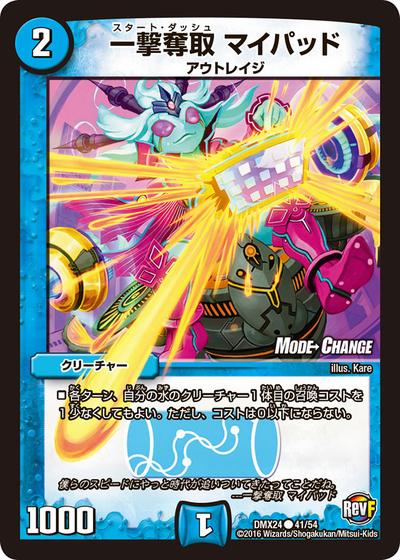 2
スタート・ダッシュ
一撃奪取 マイパッド
アウトレイジ
MODE→CHANGE
illus. Kare
クリーチャー
■各ターン、自分の水のクリーチャー1体目の召喚コストを
1少なくしてもよい。ただし、コストは0以下にならない。
僕らのスピードにやっと時代が追いついてきたってことだね。
…一撃奪取 マイパッド
1000
1
DMX24 ● 41/54
©2016 Wizards/Shogakukan/Mitsui-Kids
RevF